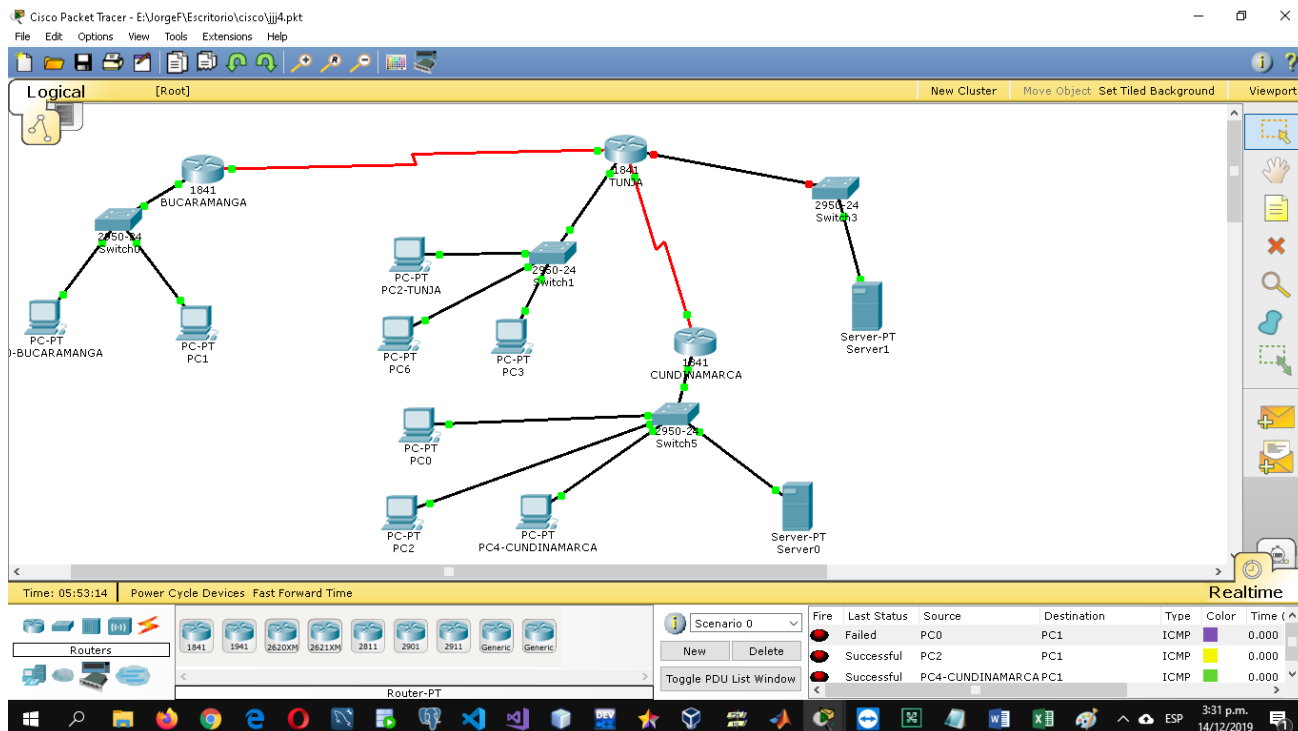 Cisco Packet Tracer - E:\JorgeF\Escritorio\cisco\jjj4.pkt
File Edit Options View Tools Extensions Help
Logical [Root] New Cluster Move Object Set Tiled Background Viewport
1841
BUCARAMANGA
1841
TUNJA
2950-24
Switch0
2950-24
Switch3
PC-PT
PC2-TUNJA
2950-24
Switch1
PC-PT
0-BUCARAMANGA
PC-PT
PC1
PC-PT
PC6
PC-PT
PC3
Server-PT
Server1
1841
CUNDINAMARCA
PC-PT
PC0
2950-24
Switch5
PC-PT
PC2
PC-PT
PC4-CUNDINAMARCA
Server-PT
Server0
Time: 05:53:14 Power Cycle Devices Fast Forward Time Realtime
Routers
1841 1941 2620XM 2621XM 2811 2901 2911 Generic Generic
Router-PT
Scenario 0
New Delete
Toggle PDU List Window
Fire Last Status Source Destination Type Color Time (
Failed PC0 PC1 ICMP 0.000
Successful PC2 PC1 ICMP 0.000
Successful PC4-CUNDINAMARCA PC1 ICMP 0.000
DEV
ESP
3:31 p.m.
14/12/2019